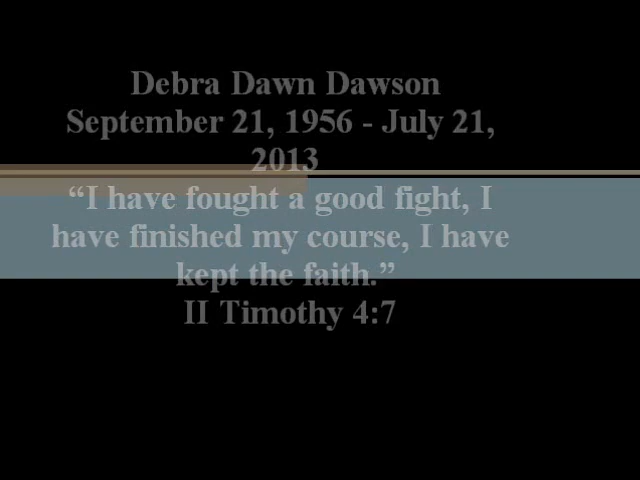 Debra Dawn Dawson
September 21, 1956 - July 21,
2013
“I have fought a good fight, I
have finished my course, I have
kept the faith.”
II Timothy 4:7